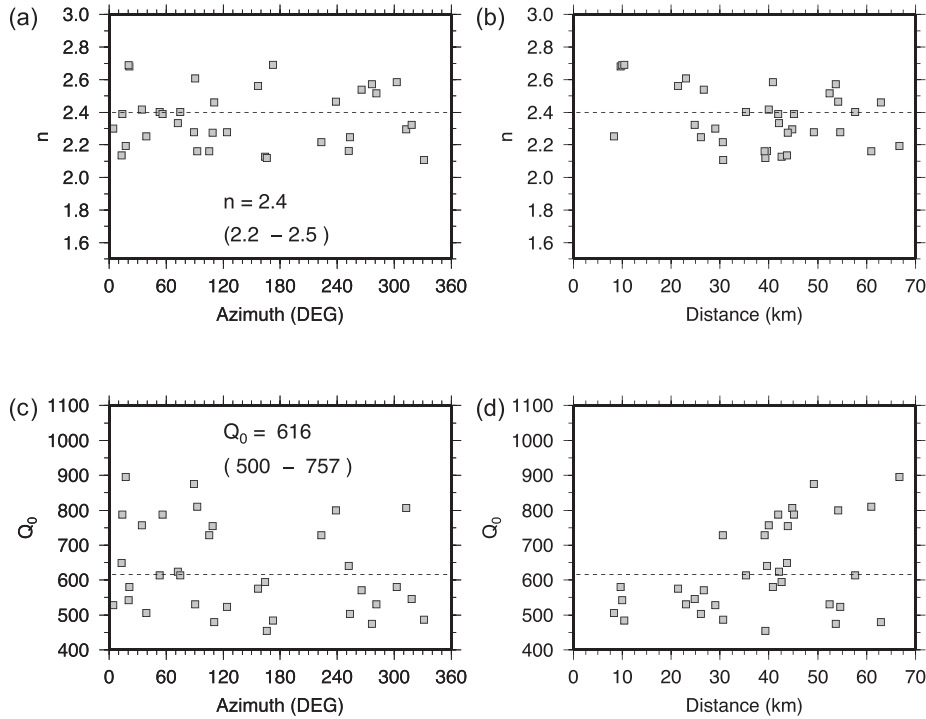 (a)
3.0
2.8
2.6
2.4
2.2
2.0
1.8
1.6
n
n = 2.4
(2.2 – 2.5 )
0 60 120 180 240 300 360
Azimuth (DEG)
(b)
3.0
2.8
2.6
2.4
2.2
2.0
1.8
1.6
n
0 10 20 30 40 50 60 70
Distance (km)
(c)
1100
1000
900
800
700
600
500
400
Q0
Q0 = 616
( 500 – 757 )
0 60 120 180 240 300 360
Azimuth (DEG)
(d)
1100
1000
900
800
700
600
500
400
Q0
0 10 20 30 40 50 60 70
Distance (km)